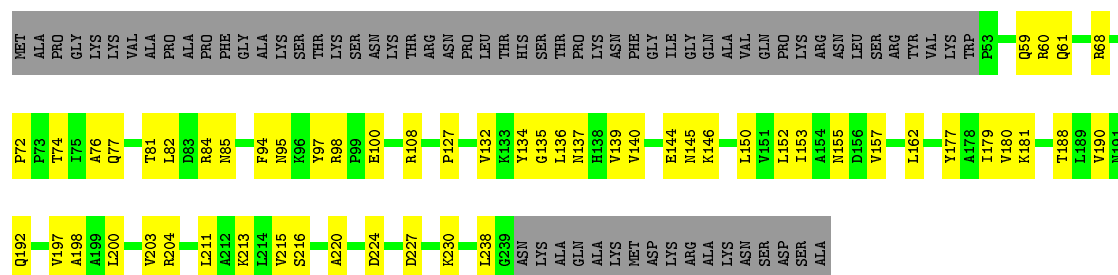 MET ALA PRO GLY LYS LYS VAL ALA PRO ALA PRO PHE GLY ALA LYS SER THR LYS SER ASN LYS THR ARG ASN PRO LEU THR HIS SER THR PRO LYS ASN PHE GLY ILE GLY GLN ALA VAL GLN PRO LYS ARG ASN LEU SER ARG TYR VAL LYS TRP P53 Q59 R60 Q61 R68
P72 P73 T74 I75 A76 Q77 T81 L82 D83 R84 N85 F94 N95 K96 Y97 R98 P99 E100 R108 P127 V132 K133 Y134 G135 L136 N137 H138 V139 V140 E144 N145 K146 L150 V151 L152 I153 A154 N155 D156 V157 L162 Y177 A178 I179 V180 K181 T188 L189 V190 N191
Q192 V197 A198 A199 L200 V203 R204 L211 A212 K213 L214 V215 S216 A220 D224 D227 K230 L238 G239 ASN LYS ALA GLN ALA LYS MET ASP LYS ARG ALA LYS ASN SER ASP SER ALA